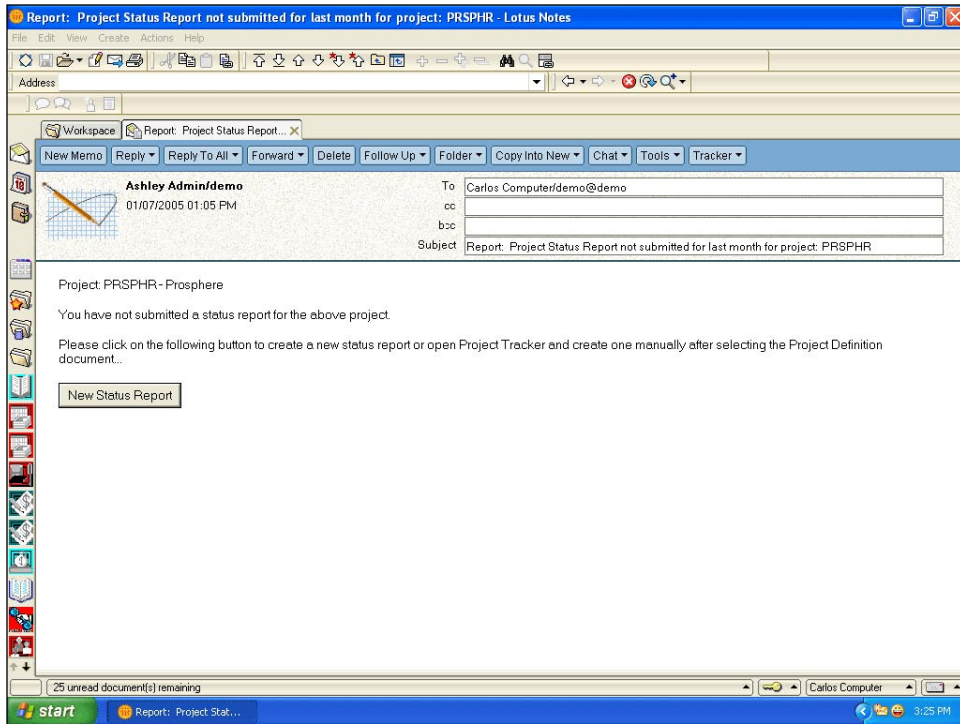 Report: Project Status Report not submitted for last month for project: PRSPHR - Lotus Notes
File Edit View Create Actions Help
Address
Workspace Report: Project Status Report...
New Memo Reply Reply To All Forward Delete Follow Up Folder Copy Into New Chat Tools Tracker
Ashley Admin/demo To Carlos Computer/demo@demo
01/07/2005 01:05 PM cc
bcc
Subject Report: Project Status Report not submitted for last month for project: PRSPHR
Project: PRSPHR - Prosphere
You have not submitted a status report for the above project.
Please click on the following button to create a new status report or open Project Tracker and create one manually after selecting the Project Definition
document...
New Status Report
25 unread document(s) remaining Carlos Computer
start Report: Project Stat... 3:25 PM